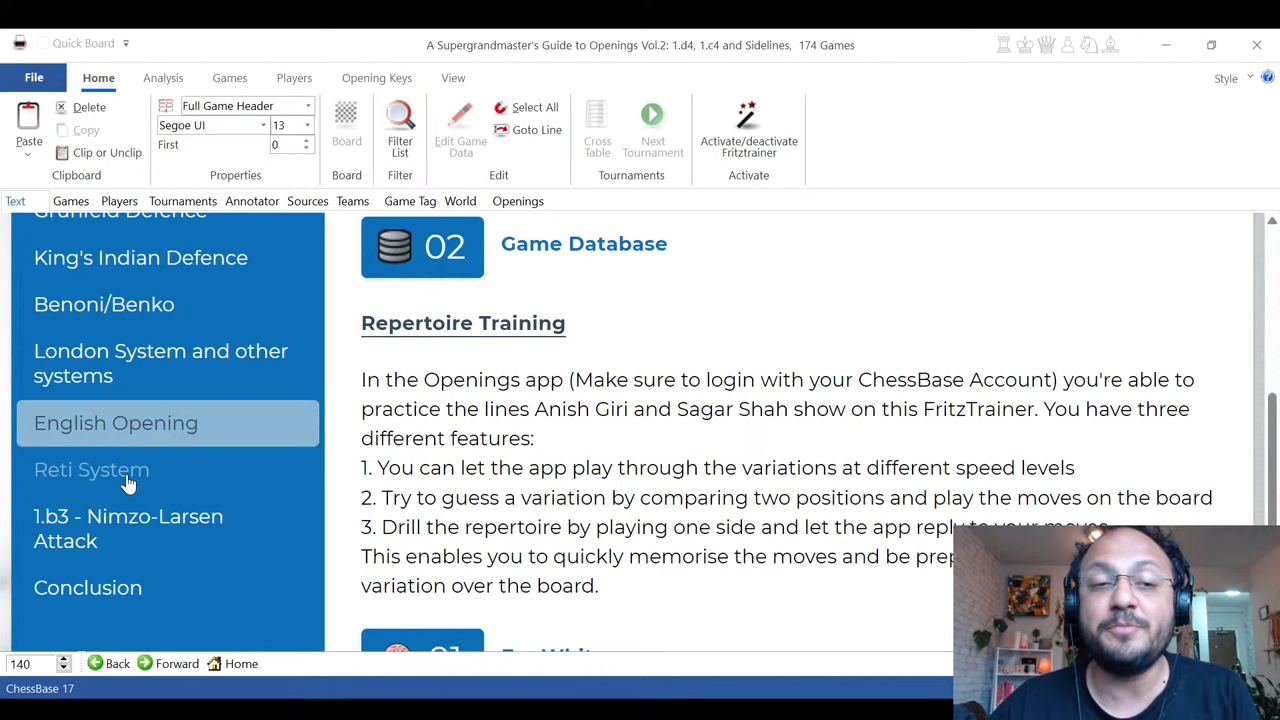 Quick Board
A Supergrandmaster's Guide to Openings Vol.2: 1.d4, 1.c4 and Sidelines, 174 Games
File Home Analysis Games Players Opening Keys View Style
Paste
Delete
Copy
Clip or Unclip
Clipboard
Full Game Header
Segoe UI 13
First 0
Properties
Board
Board
Filter
List
Filter
Edit Game
Data
Select All
Goto Line
Edit
Cross
Table
Next
Tournament
Tournaments
Activate/deactivate
Fritztrainer
Activate
Text Games Players Tournaments Annotator Sources Teams Game Tag World Openings
Grünfeld Defence
King's Indian Defence
Benoni/Benko
London System and other
systems
English Opening
Reti System
1.b3 - Nimzo-Larsen
Attack
Conclusion
02 Game Database
Repertoire Training
In the Openings app (Make sure to login with your ChessBase Account) you're able to
practice the lines Anish Giri and Sagar Shah show on this FritzTrainer. You have three
different features:
1. You can let the app play through the variations at different speed levels
2. Try to guess a variation by comparing two positions and play the moves on the board
3. Drill the repertoire by playing one side and let the app reply to your moves
This enables you to quickly memorise the moves and be
variation over the board.
140 Back Forward Home
ChessBase 17